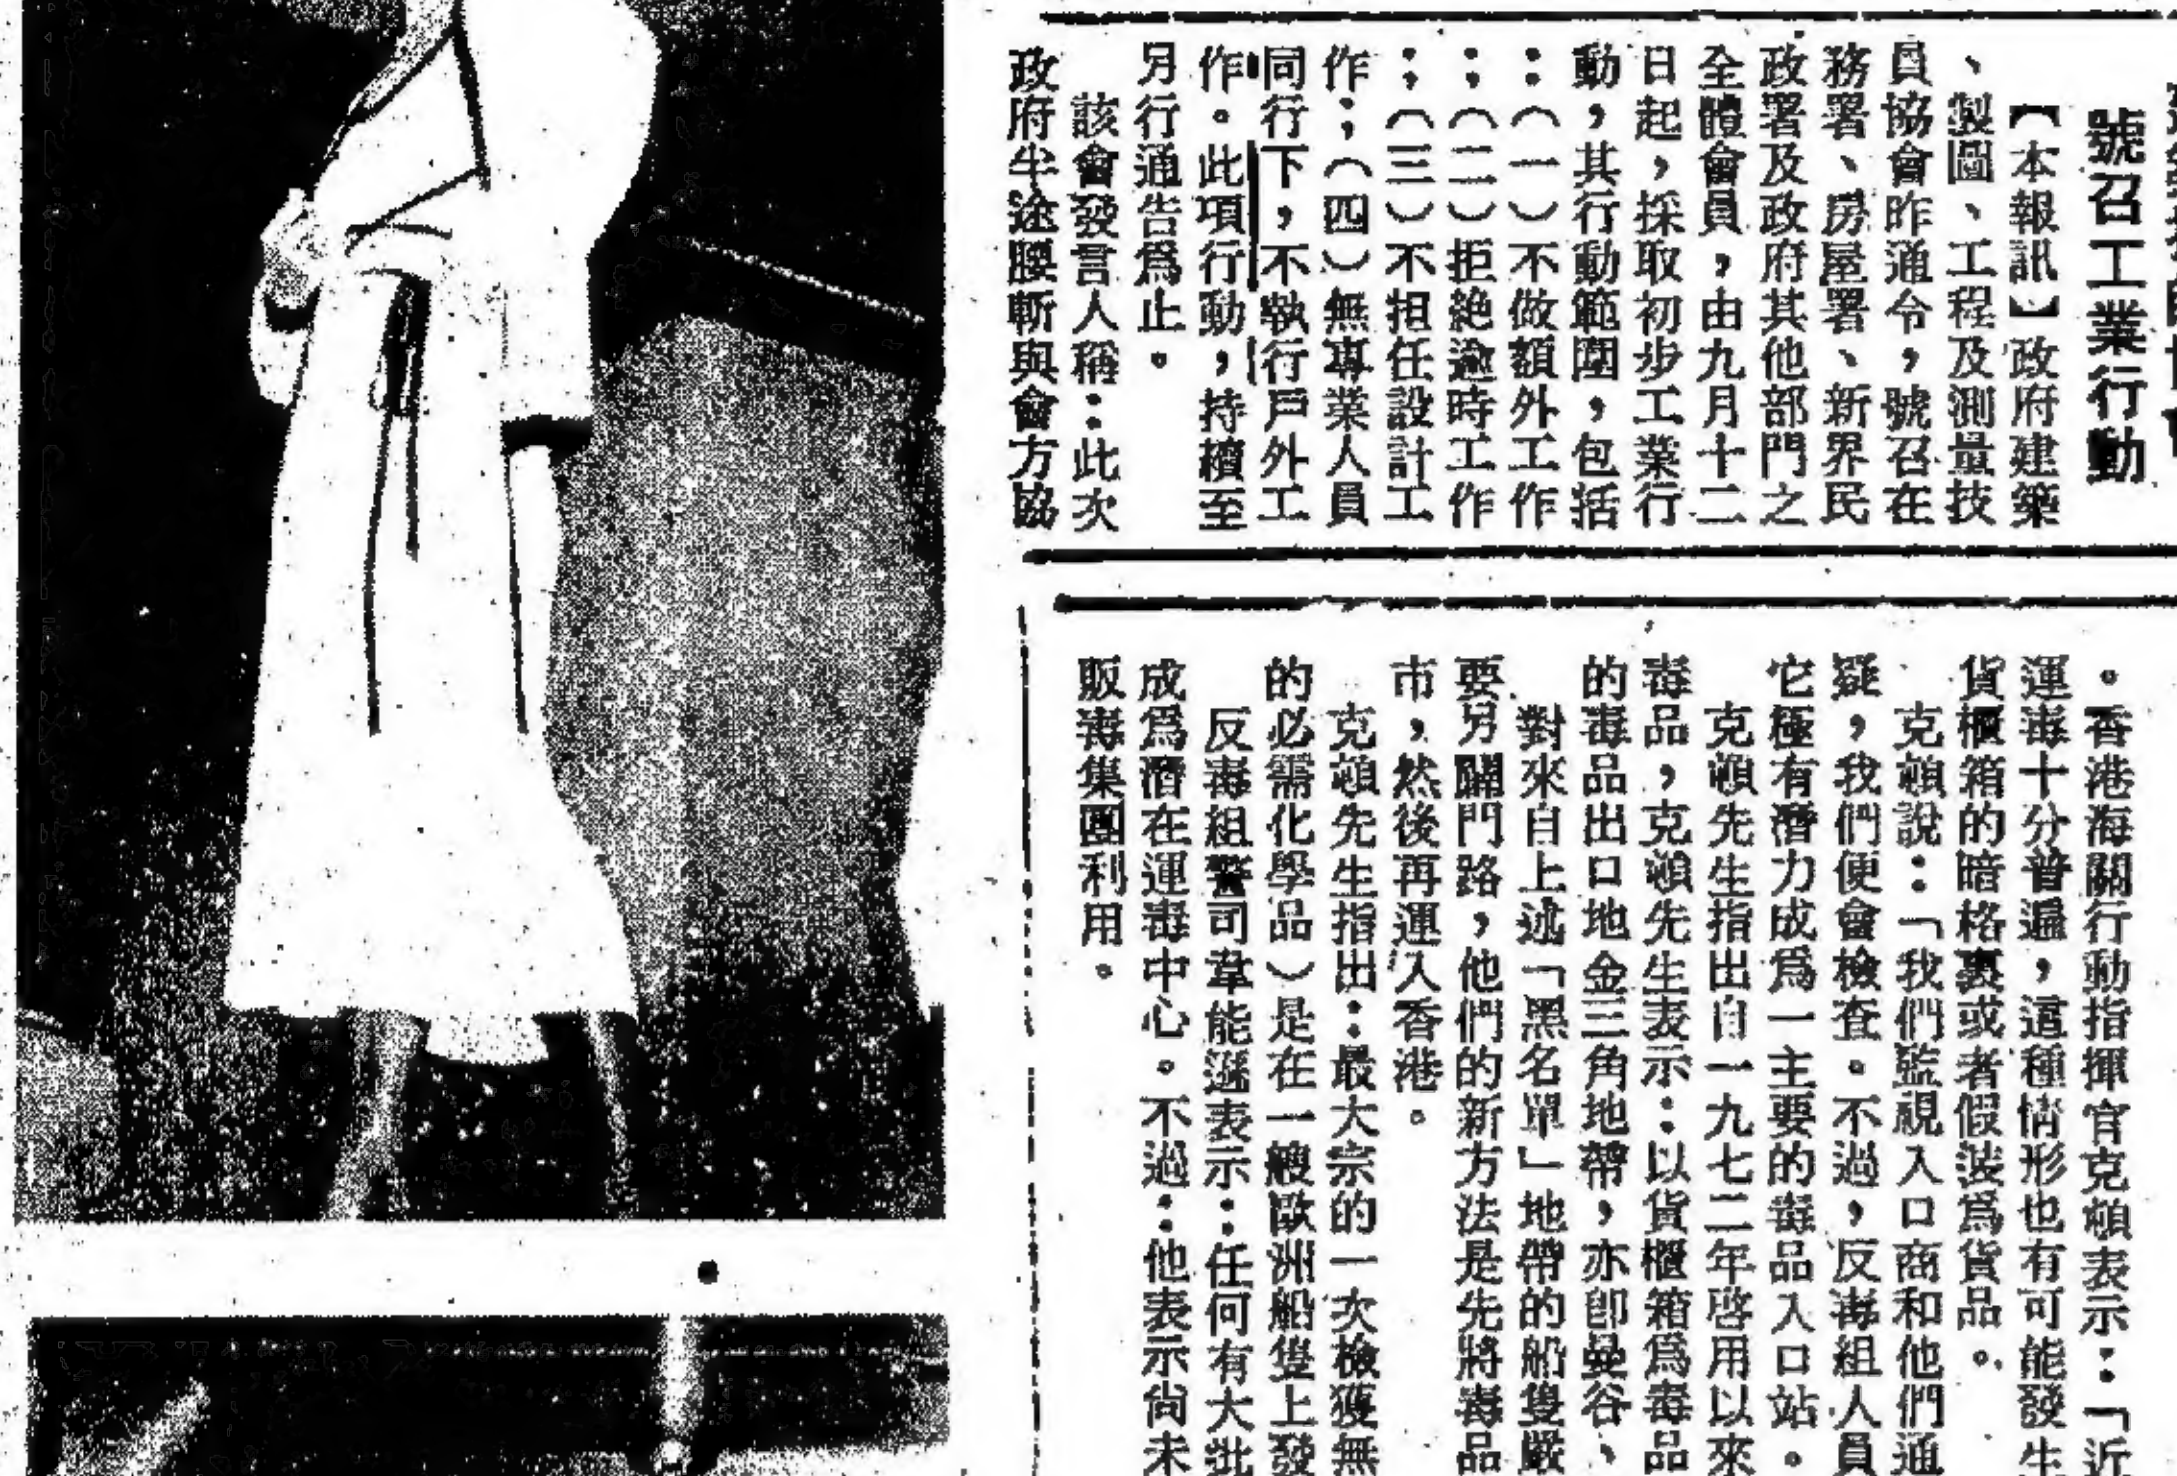 號召工業行動
【本報訊】政府建築
、製圖、工程及測量技
員協會昨通令，號召在
務署、房屋署、新界民
政署及政府其他部門之
全體會員，由九月十二
日起，採取初步工業行
動，其行動範圍，包括
：（一）不做額外工作
；（二）拒絶逾時工作
；（三）不担任設計工
作；（四）無專業人員
同行下，不執行戶外工
作。此項行動，持續至
另行通告爲止。
該會發言人稱：此次
政府半途腰斬與會方協
。香港海關行動指揮官克頓表示：「近
運毒十分普遍，這種情形也有可能發生
貨櫃箱的暗格裏或者假裝爲貨品。
克頓說：「我們監視入口商和他們通
疑，我們便會檢查。不過，反毒組人員
它極有潛力成爲一主要的毒品入口站。
克頓先生指出自一九七二年啓用以來
毒品，克頓先生表示：以貨櫃箱爲毒品
的毒品出口地金三角地帶，亦卽曼谷、
對來自上述「黑名單」地帶的船隻嚴
要另闢門路，他們的新方法是先將毒品
市，然後再運入香港。
克頓先生指出：最大宗的一次檢獲無
的必需化學品）是在一艘歐洲船隻上發
反毒組警司韋能遜表示：任何有大批
成爲潛在運毒中心。不過：他表示尙未
販毒集團利用。